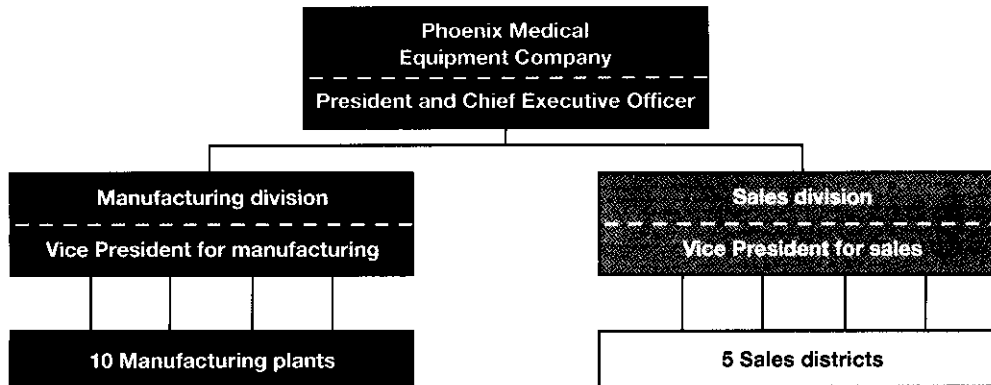 Phoenix Medical
Equipment Company
President and Chief Executive Officer
Manufacturing division
Vice President for manufacturing
Sales division
Vice President for sales
10 Manufacturing plants
5 Sales districts